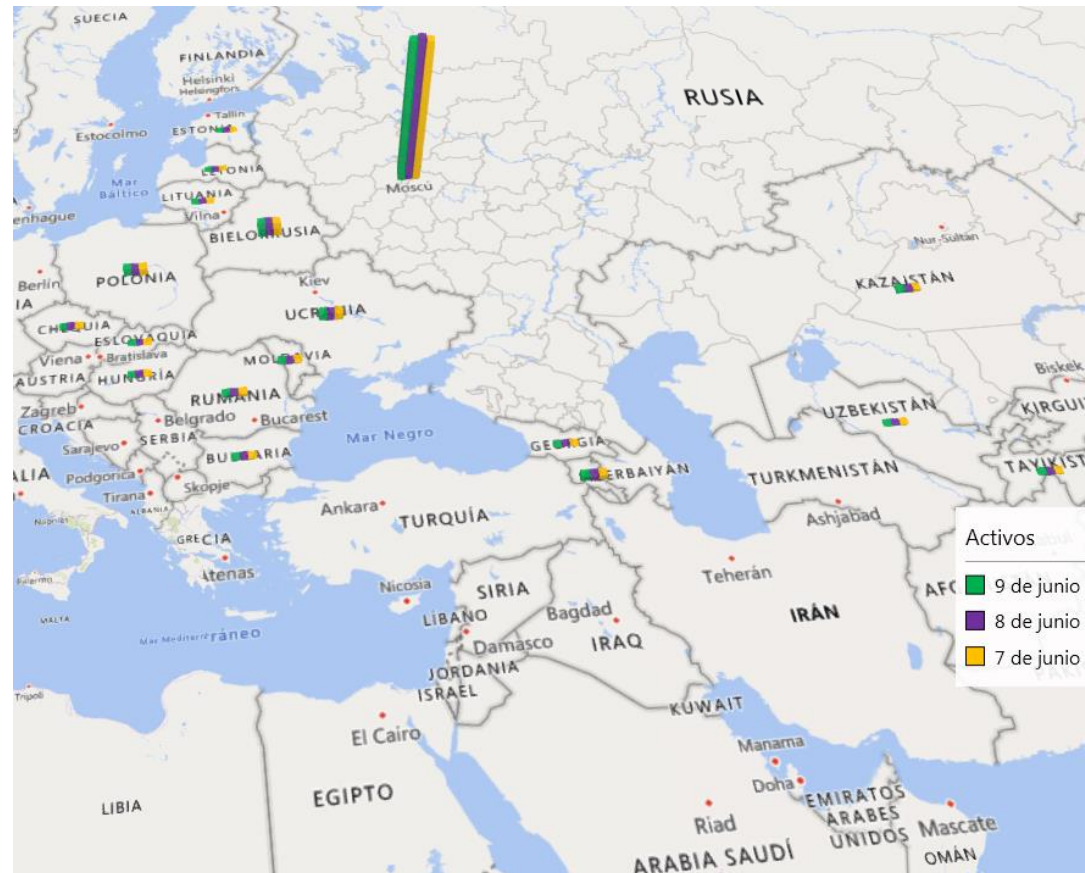 SUECIA
FINLANDIA
Helsinki
Helsingfors
Tallin
Estocolmo
ESTONIA
RUSIA
Mar
Báltico
LETONIA
LITUANIA
Vilna
Moscú
enhague
BIELORRUSIA
Nur-Sultán
Berlín
POLONIA
Kiev
KAZAJSTÁN
IA
UCRANIA
CHEQUIA
ESLOVAQUIA
Viena
Bratislava
MOLDAVIA
AUSTRIA
HUNGRÍA
Biskek
RUMANIA
Zagreb
CROACIA
Belgrado
Bucarest
UZBEKISTÁN
KIRGUI
SERBIA
Mar Negro
Sarajevo
GEORGIA
ALIA
Podgorica
BULGARIA
AZERBAIYÁN
TURKMENISTÁN
TAYIKIST
Tirana
Skopje
ALBANIA
Ankara
TURQUÍA
Ashjabad
Nápoles
GRECIA
Activos
Atenas
Teherán
Palermo
Nicosia
SIRIA
9 de junio
AFG
LÍBANO
Bagdad
IRÁN
MALTA
8 de junio
Mar Mediterráneo
Damasco
IRAQ
JORDANIA
7 de junio
ISRAEL
Trípoli
KUWAIT
El Cairo
Manama
Doha
LIBIA
EGIPTO
EMIRATOS
ÁRABES
UNIDOS
Riad
Mascate
ARABIA SAUDÍ
OMÁN